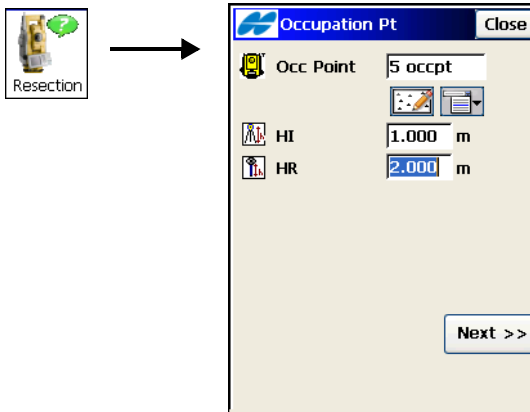 Resection
Occupation Pt Close
Occ Point 5 occpt
HI 1.000 m
HR 2.000 m
Next >>